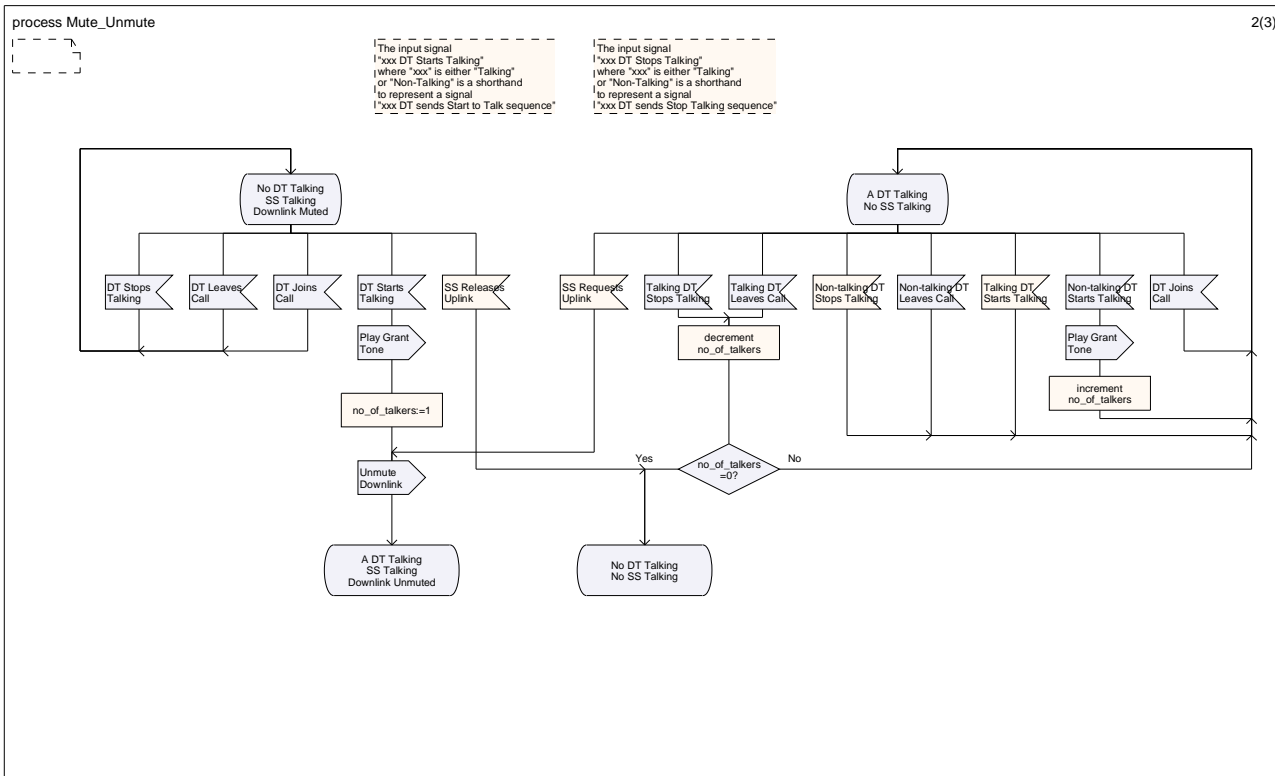 process Mute_Unmute
2(3)
The input signal
"xxx DT Starts Talking"
where "xxx" is either "Talking"
or "Non-Talking" is a shorthand
to represent a signal
"xxx DT sends Start to Talk sequence"
The input signal
"xxx DT Stops Talking"
where "xxx" is either "Talking"
or "Non-Talking" is a shorthand
to represent a signal
"xxx DT sends Stop Talking sequence"
No DT Talking
SS Talking
Downlink Muted
A DT Talking
No SS Talking
DT Stops
Talking
DT Leaves
Call
DT Joins
Call
DT Starts
Talking
SS Releases
Uplink
SS Requests
Uplink
Talking DT
Stops Talking
Talking DT
Leaves Call
Non-talking DT
Stops Talking
Non-talking DT
Leaves Call
Talking DT
Starts Talking
Non-talking DT
Starts Talking
DT Joins
Call
Play Grant
Tone
decrement
no_of_talkers
Play Grant
Tone
increment
no_of_talkers
no_of_talkers:=1
Unmute
Downlink
Yes
no_of_talkers
=0?
No
A DT Talking
SS Talking
Downlink Unmuted
No DT Talking
No SS Talking